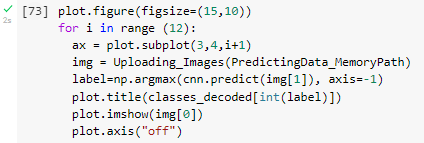 [73] plot.figure(figsize=(15,10))
for i in range (12):
ax = plot.subplot(3,4,i+1)
img = Uploading_Images(PredictingData_MemoryPath)
label=np.argmax(cnn.predict(img[1]), axis=-1)
plot.title(classes_decoded[int(label)])
plot.imshow(img[0])
plot.axis("off")
2s